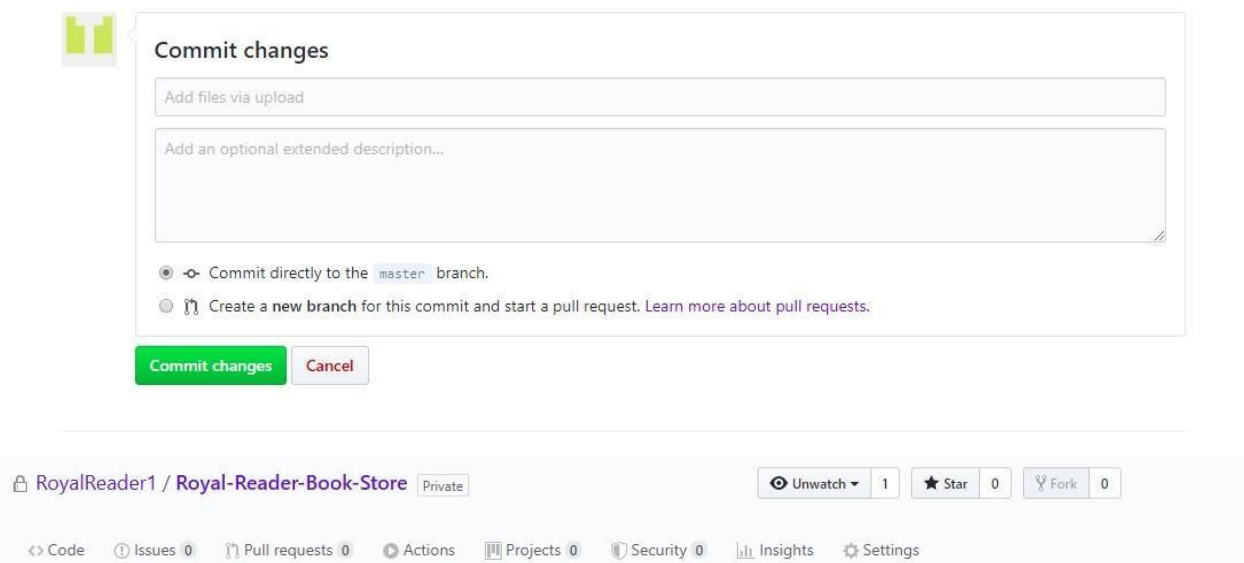 Commit changes
Add files via upload
Add an optional extended description...
Commit directly to the master branch.
Create a new branch for this commit and start a pull request. Learn more about pull requests.
Commit changes Cancel
RoyalReader1 / Royal-Reader-Book-Store Private Unwatch 1 Star 0 Fork 0
Code Issues 0 Pull requests 0 Actions Projects 0 Security 0 Insights Settings